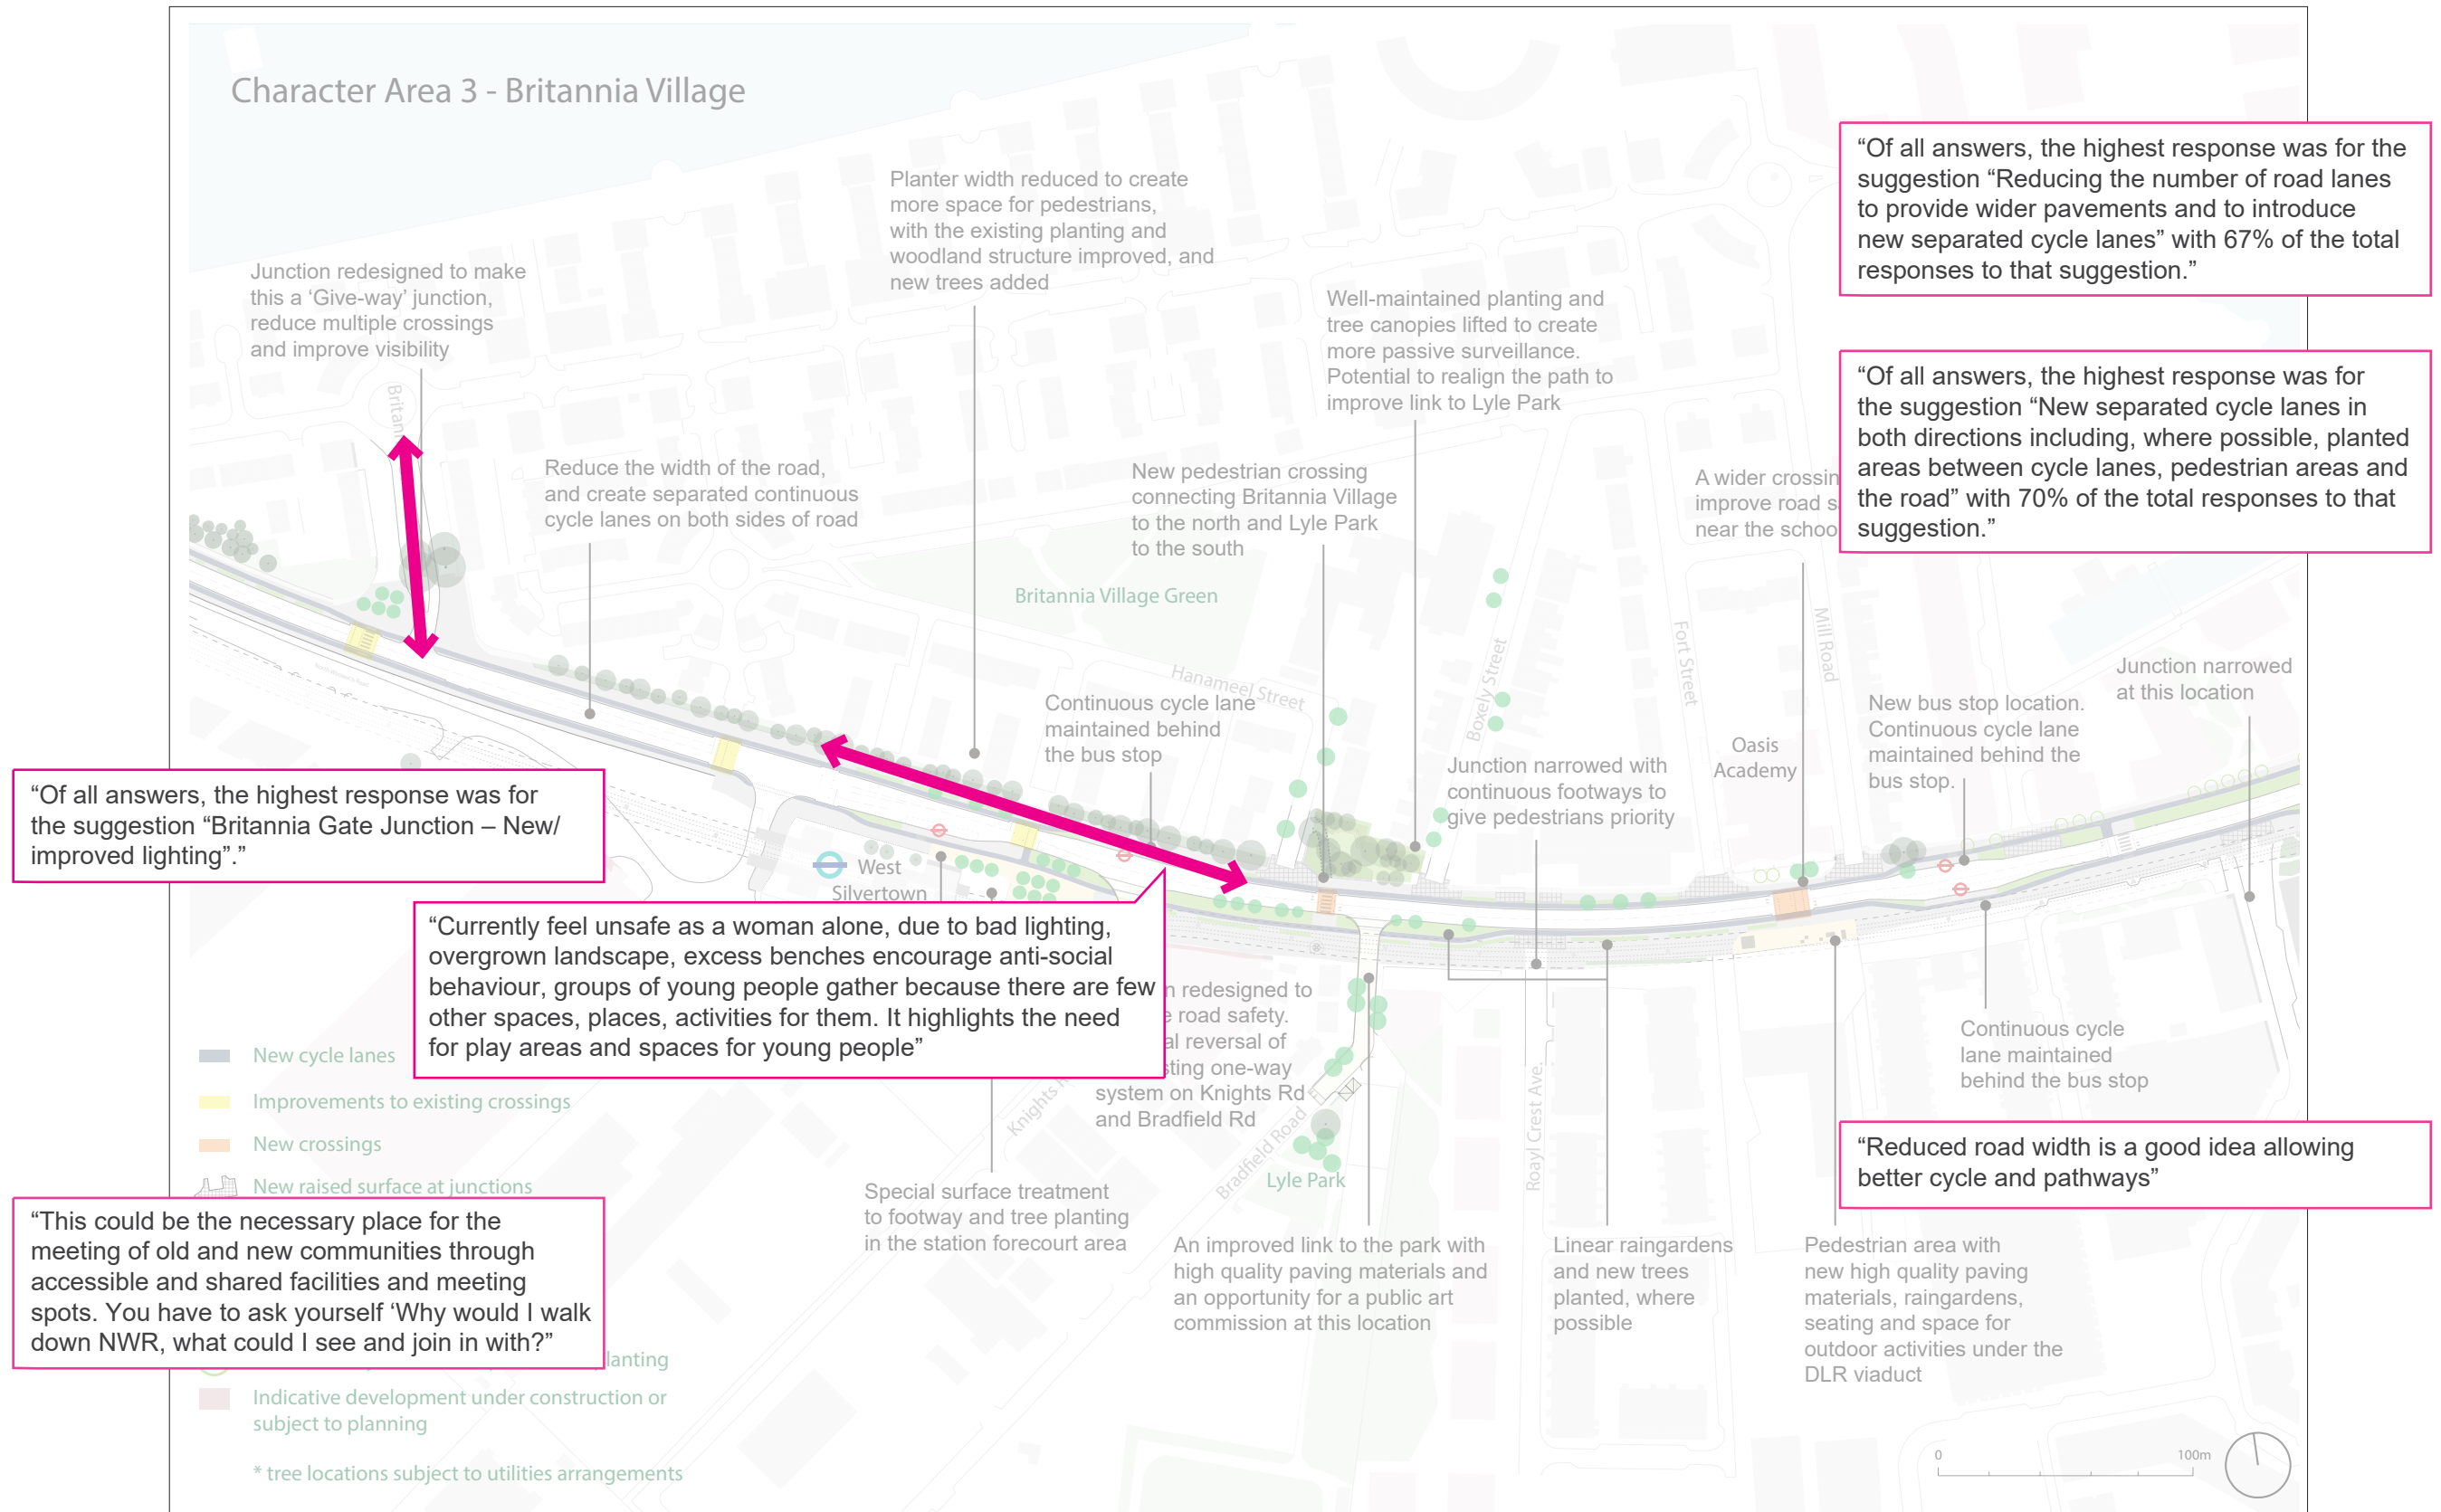 Character Area 3 - Britannia Village
Junction redesigned to make
this a ‘Give-way’ junction,
reduce multiple crossings
and improve visibility
Planter width reduced to create
more space for pedestrians,
with the existing planting and
woodland structure improved, and
new trees added
Well-maintained planting and
tree canopies lifted to create
more passive surveillance.
Potential to realign the path to
improve link to Lyle Park
“Of all answers, the highest response was for the
suggestion “Reducing the number of road lanes
to provide wider pavements and to introduce
new separated cycle lanes” with 67% of the total
responses to that suggestion.”
“Of all answers, the highest response was for
the suggestion “New separated cycle lanes in
both directions including, where possible, planted
areas between cycle lanes, pedestrian areas and
the road” with 70% of the total responses to that
suggestion.”
Reduce the width of the road,
and create separated continuous
cycle lanes on both sides of road
New pedestrian crossing
connecting Britannia Village
to the north and Lyle Park
to the south
A wider
improve road
near the
Britannia Village Green
Hanameel Street
Boxely Street
Fort Street
Mill Road
North Woolwich Road
Continuous cycle lane
maintained behind
the bus stop
Junction narrowed with
continuous footways to
give pedestrians priority
Oasis
Academy
New bus stop location.
Continuous cycle lane
maintained behind the
bus stop.
Junction narrowed
at this location
“Of all answers, the highest response was for
the suggestion “Britannia Gate Junction – New/
improved lighting”.”
West
Silvertown
“Currently feel unsafe as a woman alone, due to bad lighting,
overgrown landscape, excess benches encourage anti-social
behaviour, groups of young people gather because there are few
other spaces, places, activities for them. It highlights the need
for play areas and spaces for young people”
redesigned to
road safety.
reversal of
one-way
system on Knights Rd
and Bradfield Rd
Knights
Bradfield Road
Lyle Park
Roayl Crest Ave.
Continuous cycle
lane maintained
behind the bus stop
“Reduced road width is a good idea allowing
better cycle and pathways”
New cycle lanes
Improvements to existing crossings
New crossings
New raised surface at junctions
“This could be the necessary place for the
meeting of old and new communities through
accessible and shared facilities and meeting
spots. You have to ask yourself ‘Why would I walk
down NWR, what could I see and join in with?”
Indicative development under construction or
subject to planning
* tree locations subject to utilities arrangements
Special surface treatment
to footway and tree planting
in the station forecourt area
An improved link to the park with
high quality paving materials and
an opportunity for a public art
commission at this location
Linear raingardens
and new trees
planted, where
possible
Pedestrian area with
new high quality paving
materials, raingardens,
seating and space for
outdoor activities under the
DLR viaduct
0
100m